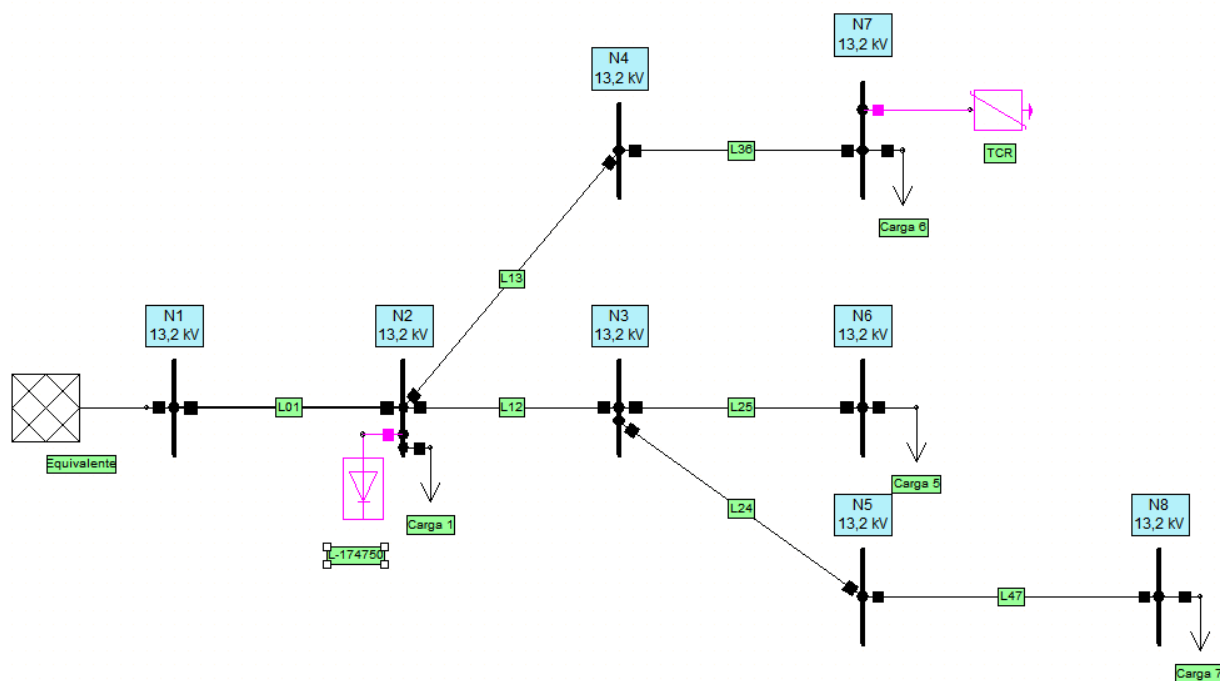 N7
13,2 kV
N4
13,2 kV
TCR
L36
Carga 6
L13
N1
13,2 kV
N2
13,2 kV
N3
13,2 kV
N6
13,2 kV
L01
L12
L25
Equivalente
Carga 5
L24
N5
13,2 kV
N8
13,2 kV
Carga 1
L-174750
L47
Carga 7